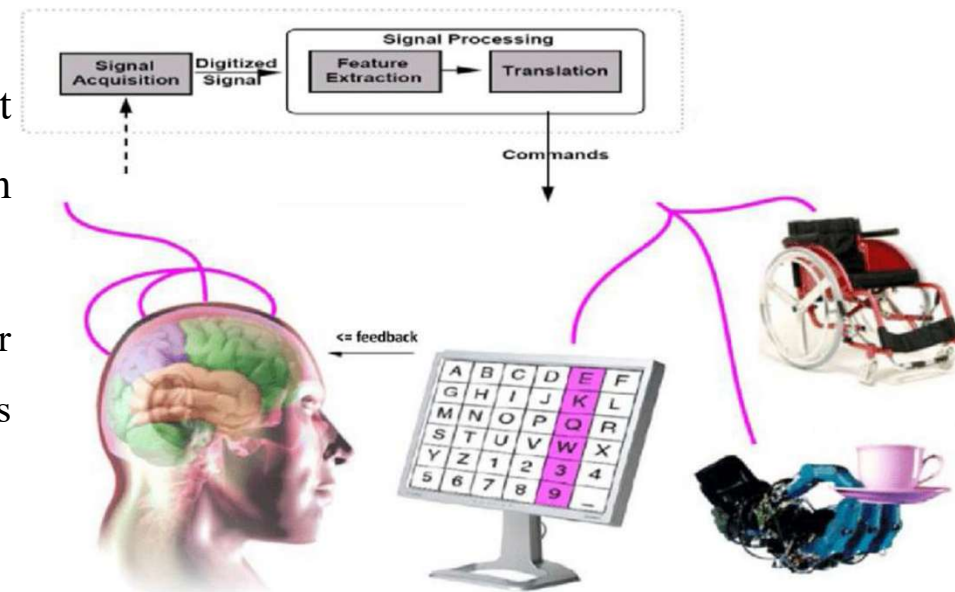 Signal Processing
Signal
Acquisition
Digitized
Signal
Feature
Extraction
Translation
t
Commands
n
<= feedback
r
s
A B C D E F
G H I J K L
M N O P Q R
S T U V W X
Y Z 1 2 3 4
5 6 7 8 9 _